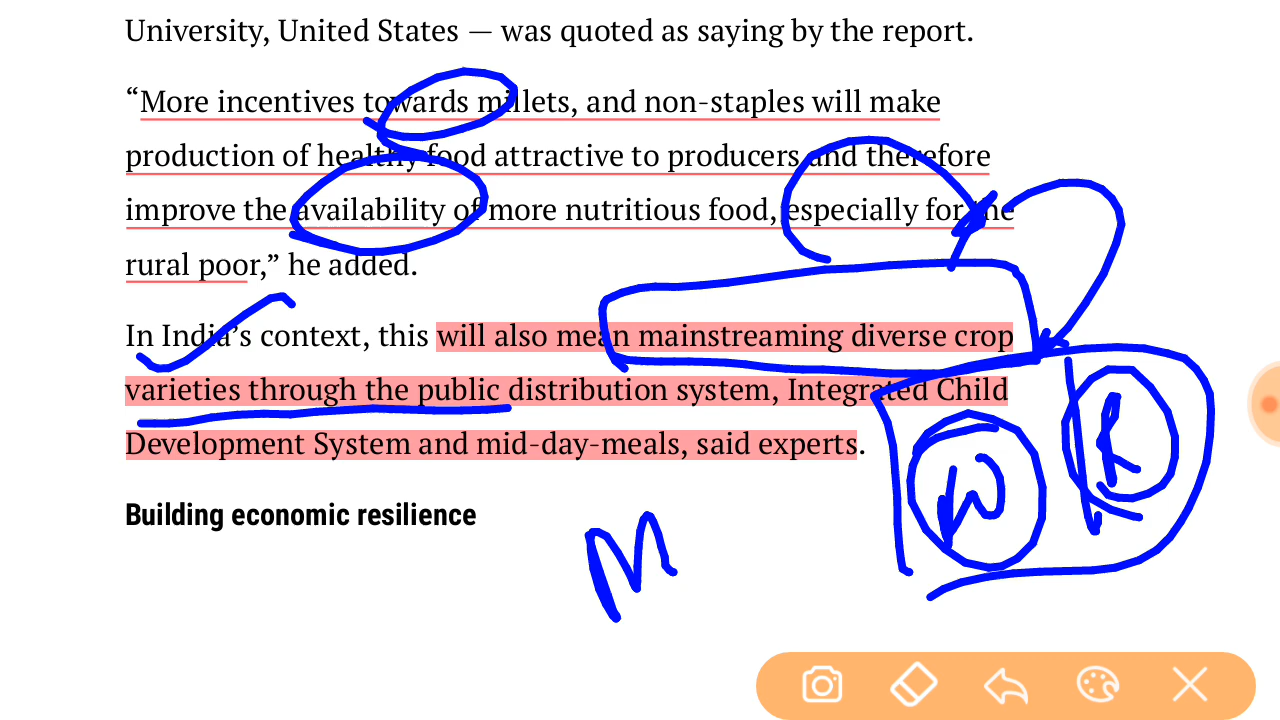 University, United States — was quoted as saying by the report.
“More incentives towards millets, and non-staples will make
production of healthy food attractive to producers and therefore
improve the availability of more nutritious food, especially for the
rural poor,” he added.
In India’s context, this will also mean mainstreaming diverse crop
varieties through the public distribution system, Integrated Child
Development System and mid-day-meals, said experts.
R
W
Building economic resilience
M